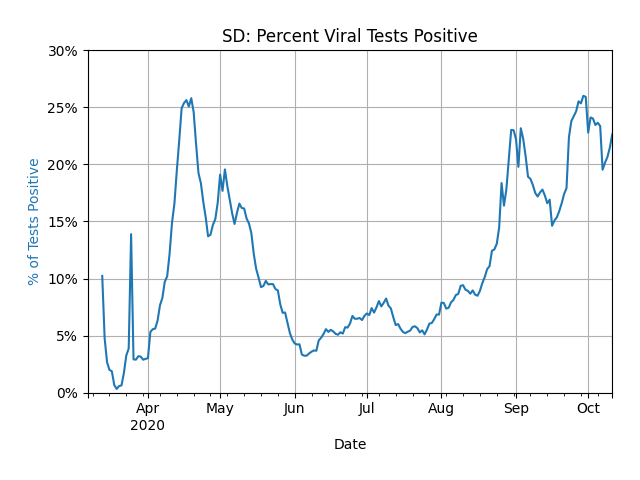 SD: Percent Viral Tests Positive
30%
25%
20%
15%
10%
5%
0%
% of Tests Positive
Apr
2020
May
Jun
Jul
Aug
Sep
Oct
Date